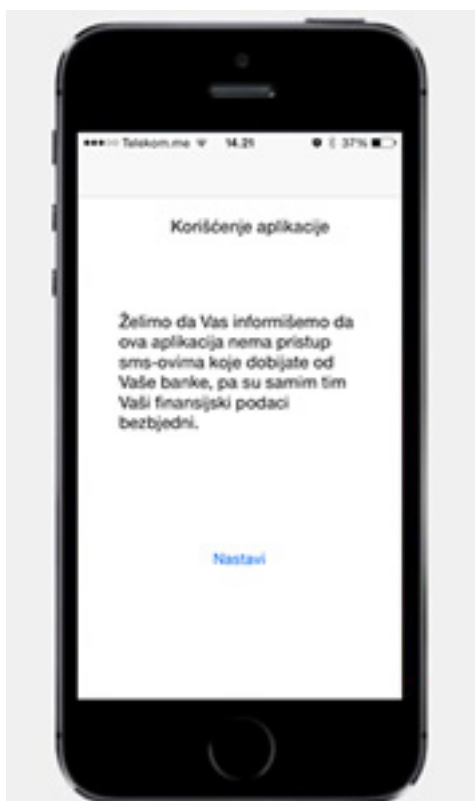 Telekom.me 14.21 37%
Korišćenje aplikacije
Želimo da Vas informišemo da
ova aplikacija nema pristup
sms-ovima koje dobijate od
Vaše banke, pa su samim tim
Vaši finansijski podaci
bezbjedni.
Nastavi